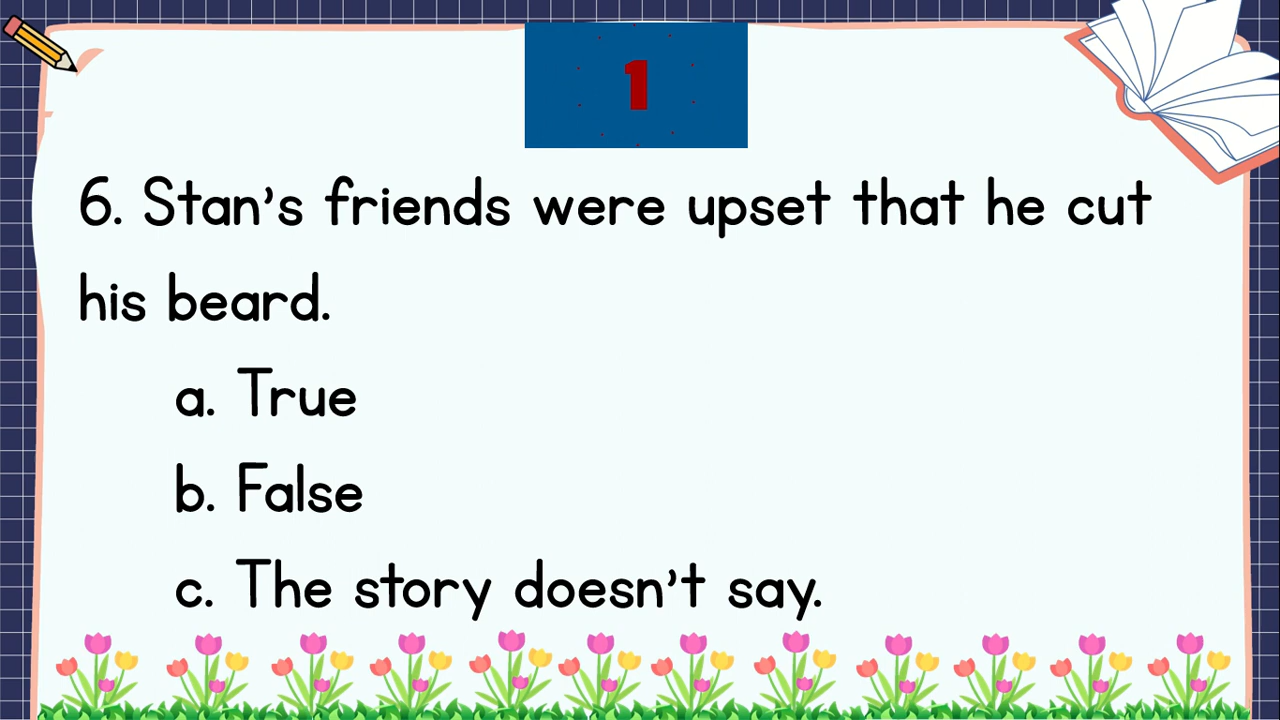 1
6. Stan's friends were upset that he cut
his beard.
a. True
b. False
c. The story doesn't say.